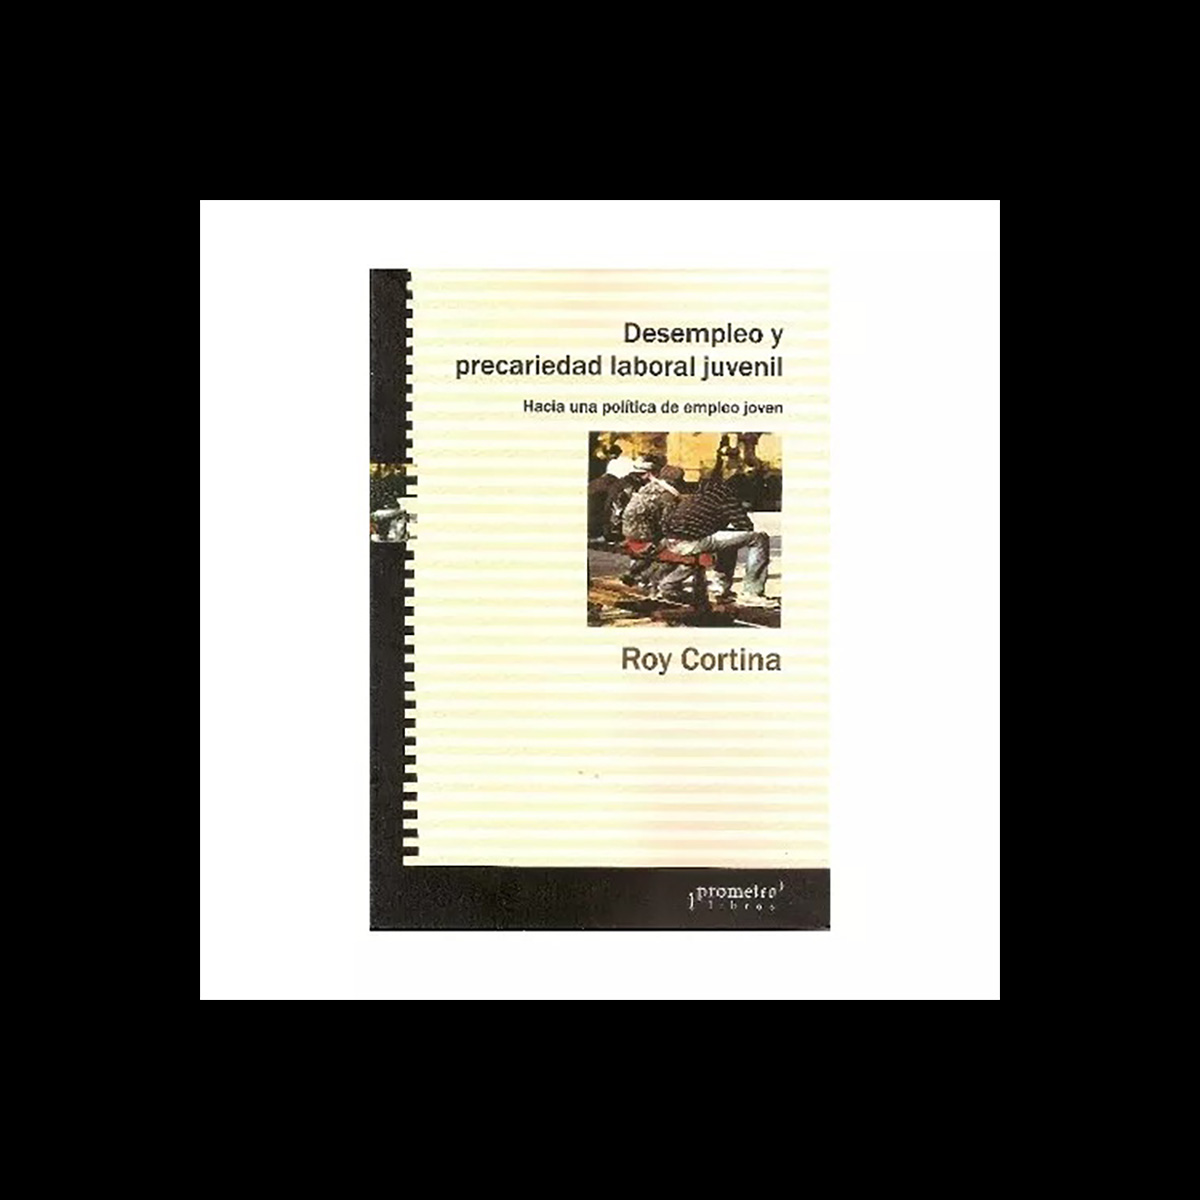 Desempleo y
precariedad laboral juvenil
Hacia una política de empleo joven
Roy Cortina
prometeo
libros